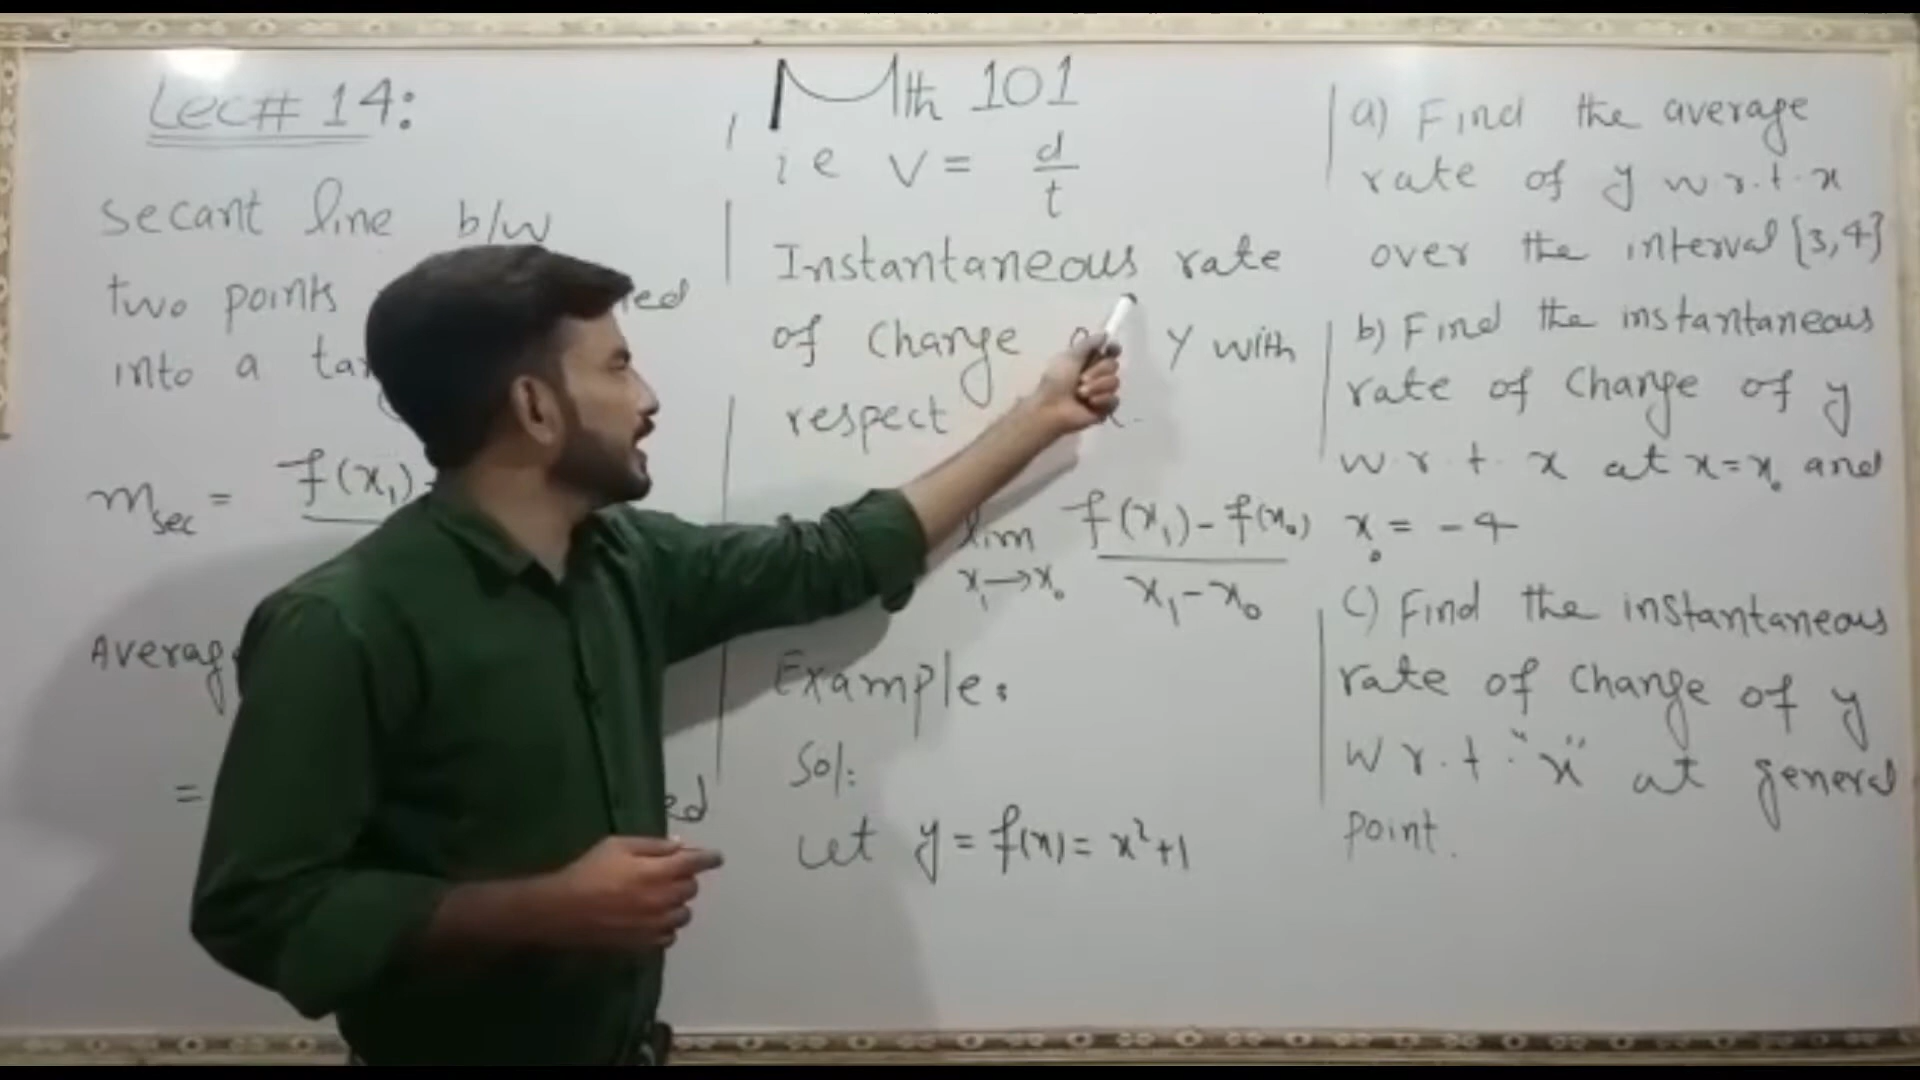 Lec# 14:
secant line b/w
two points
into a
m sec = f(x₁)
=
Mth 101
ie v = d/t
Instantaneous rate
of Change y with
respect
lim x₁→x₀ f(x₁)-f(x₀) / x₁-x₀
Example:
Sol:
Let y = f(x) = x²+1
a) Find the average
rate of y w.r.t. x
over the interval [3,4]
b) Find the instantaneous
rate of Change of y
w.r.t. x at x=x₀ and
x₀ = -4
c) Find the instantaneous
rate of Change of y
w r.t. "x" at general
point.